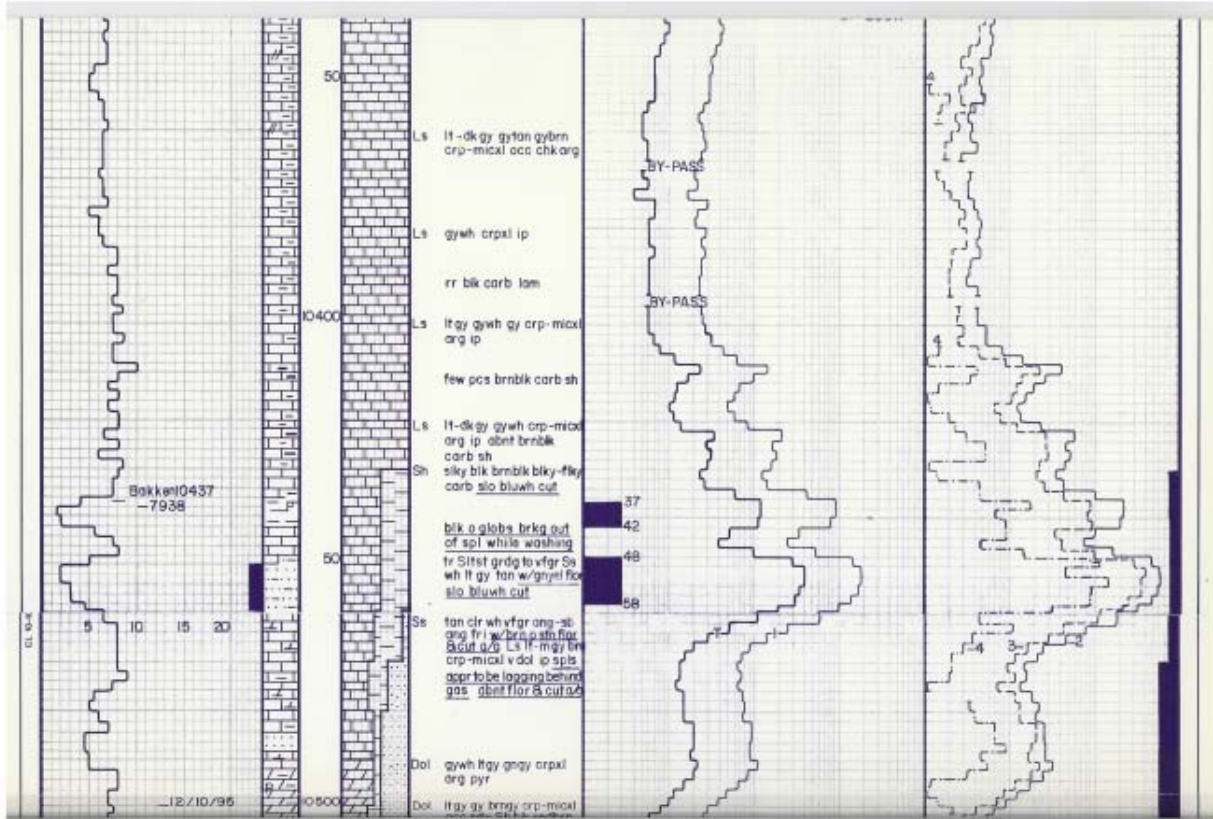 50
Ls lt-dkgy gytan gybrn
crp-micxl occ chk arg
BY-PASS
Ls gywh crpxl ip
rr blk carb lam
BY-PASS
10400
Ls ltgy gywh gy crp-micxl
arg ip
4
4
few pcs brnblk carb sh
Ls lt-dkgy gywh crp-micxl
arg ip abnt brnblk
carb sh
Sh slky blk brnblk blky-flky
carb slo bluwh cut
Bakken 10437
-7938
37
42
blk o globs brkg out
of spl while washing
50
48
tr Sltst grdg to vfgr Ss
wh lt gy tan w/gnyel flor
slo bluwh cut
58
5 10 15 20
Ss tan clr wh vfgr ang-sb
ang fri w/brn o stn flor
& cut a/a Ls lt-mgy brn
crp-micxl v dol ip spls
appr to be lagging behind
gas abnt flor & cut a/a
T 1
4 3 2
Dol gywh ltgy gngy crpxl
arg pyr
12/10/95
10500
Dol ltgy gy brngy crp-micxl